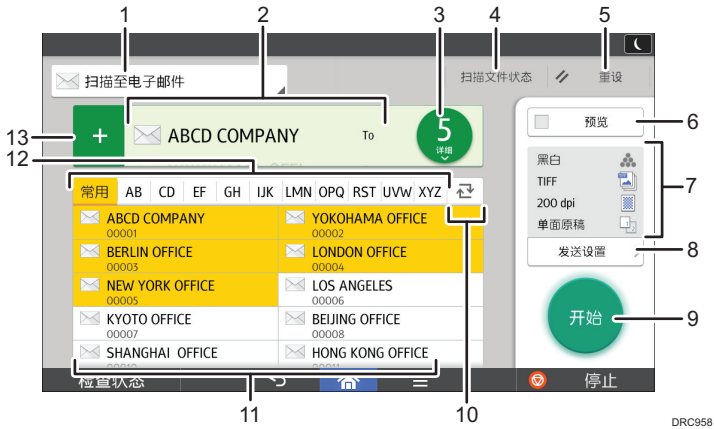 1 2 3 4 5
扫描至电子邮件 扫描文件状态 重设
+ ABCD COMPANY To 5 详细
预览 6
13
12
常用 AB CD EF GH IJK LMN OPQ RST UVW XYZ
黑白
TIFF 7
200 dpi
单面原稿
发送设置 8
ABCD COMPANY YOKOHAMA OFFICE
00001 00002
BERLIN OFFICE LONDON OFFICE
00003 00004
NEW YORK OFFICE LOS ANGELES
00005 00006
KYOTO OFFICE BEIJING OFFICE
00007 00008
SHANGHAI OFFICE HONG KONG OFFICE
开始 9
检查状态 停止
11 10
DRC958